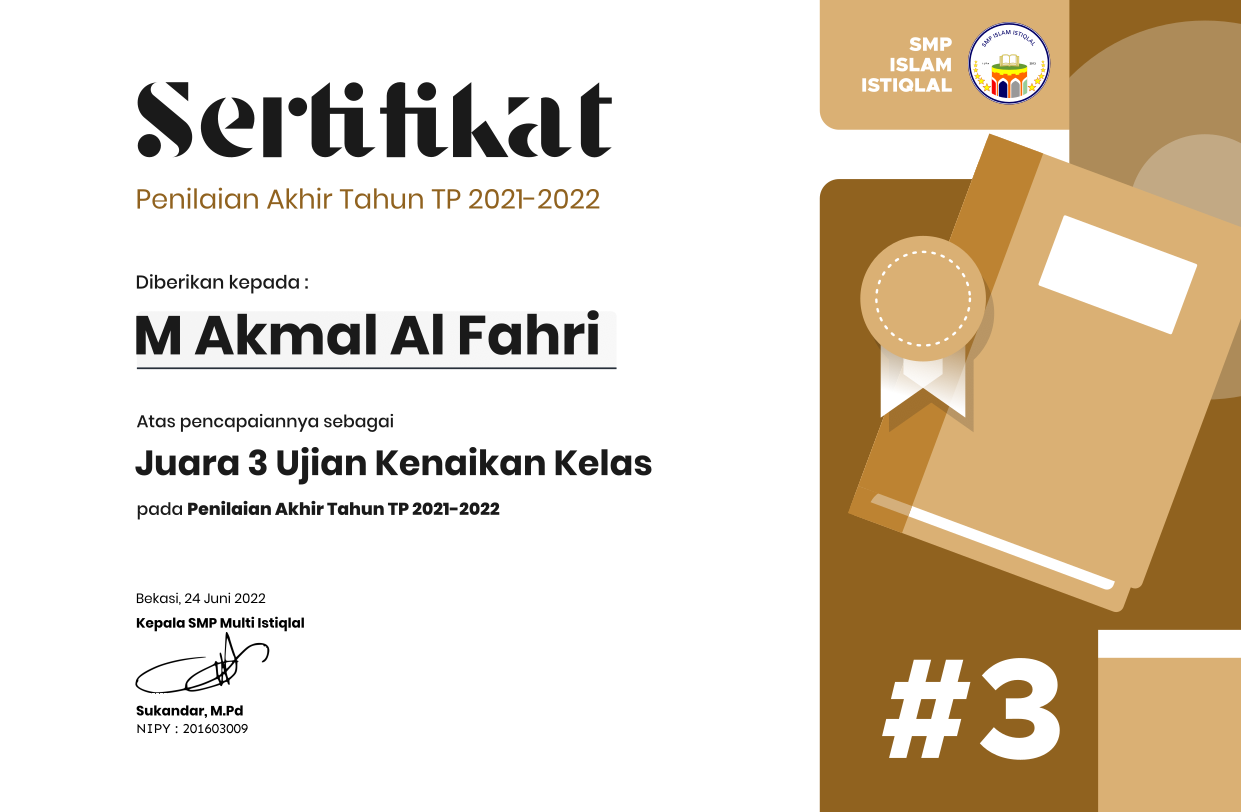 Sertifikat
Penilaian Akhir Tahun TP 2021-2022
Diberikan kepada :
M Akmal Al Fahri
Atas pencapaiannya sebagai
Juara 3 Ujian Kenaikan Kelas
pada Penilaian Akhir Tahun TP 2021-2022
Bekasi, 24 Juni 2022
Kepala SMP Multi Istiqlal
Sukandar, M.Pd
NIPY : 201603009
SMP
ISLAM
ISTIQLAL
SMP ISLAM ISTIQLAL
#3